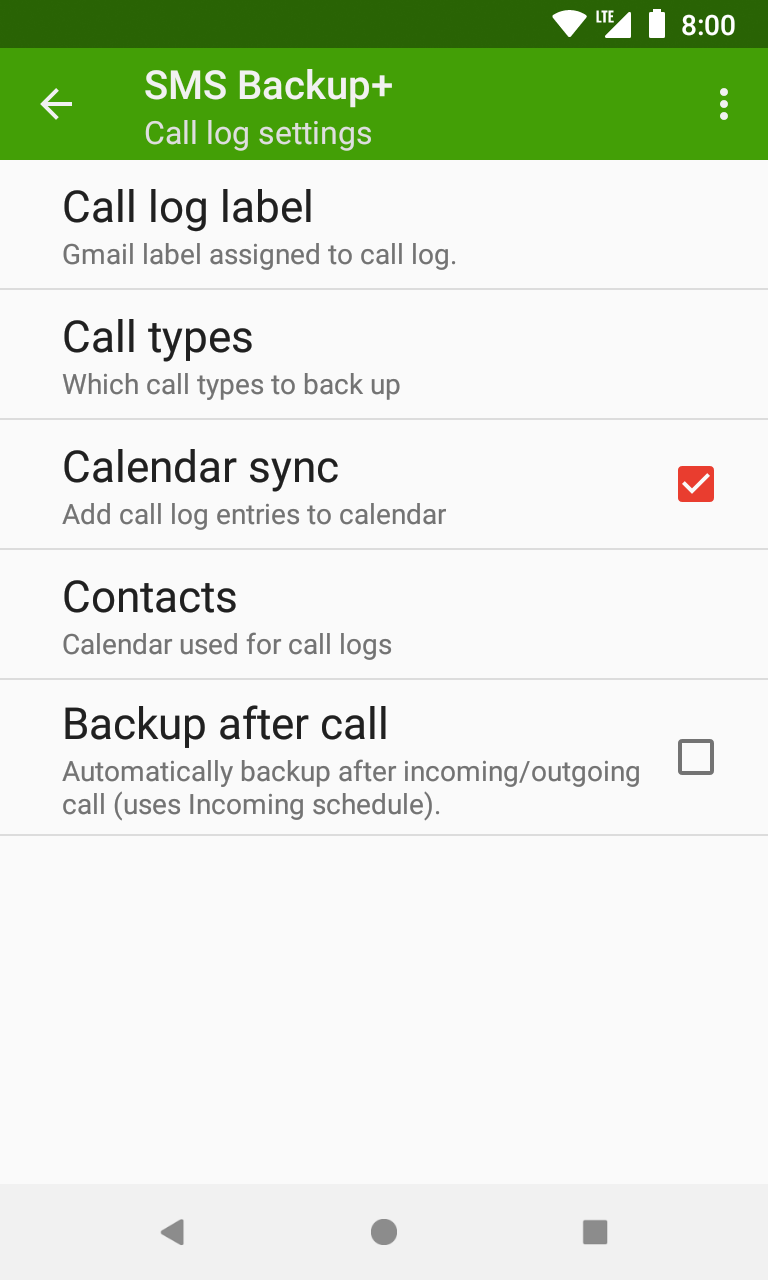 LTE 8:00
SMS Backup+
Call log settings
Call log label
Gmail label assigned to call log.
Call types
Which call types to back up
Calendar sync
Add call log entries to calendar
Contacts
Calendar used for call logs
Backup after call
Automatically backup after incoming/outgoing
call (uses Incoming schedule).